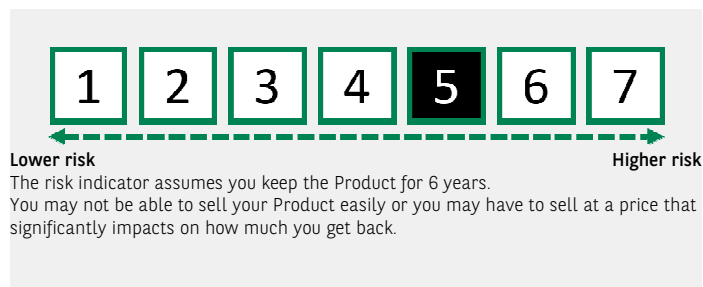 1 2 3 4 5 6 7
Lower risk Higher risk
The risk indicator assumes you keep the Product for 6 years.
You may not be able to sell your Product easily or you may have to sell at a price that
significantly impacts on how much you get back.